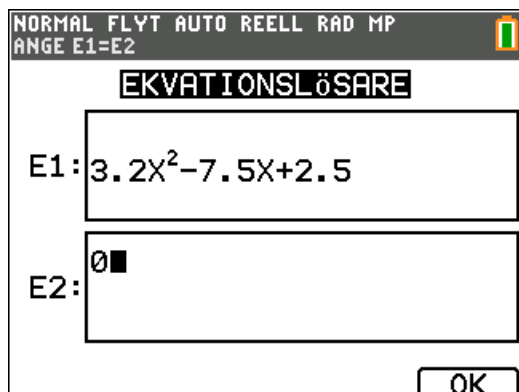 NORMAL FLYT AUTO REELL RAD MP
ANGE E1=E2
EKVATIONSLöSARE
E1: 3.2X²-7.5X+2.5
E2: 0
OK